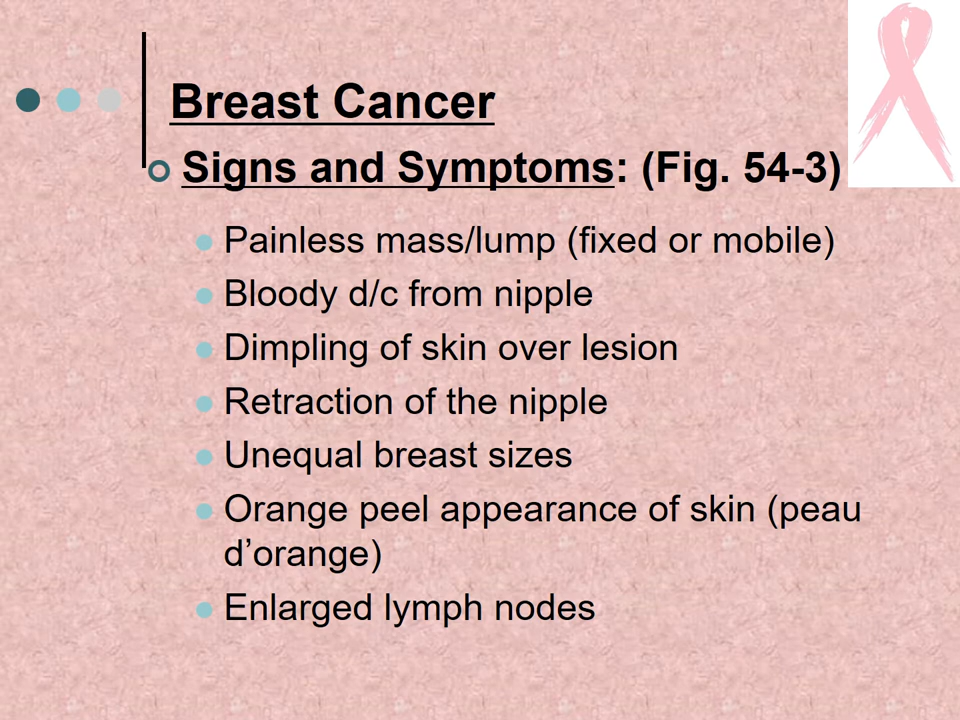 Breast Cancer
Signs and Symptoms: (Fig. 54-3)
Painless mass/lump (fixed or mobile)
Bloody d/c from nipple
Dimpling of skin over lesion
Retraction of the nipple
Unequal breast sizes
Orange peel appearance of skin (peau
d’orange)
Enlarged lymph nodes